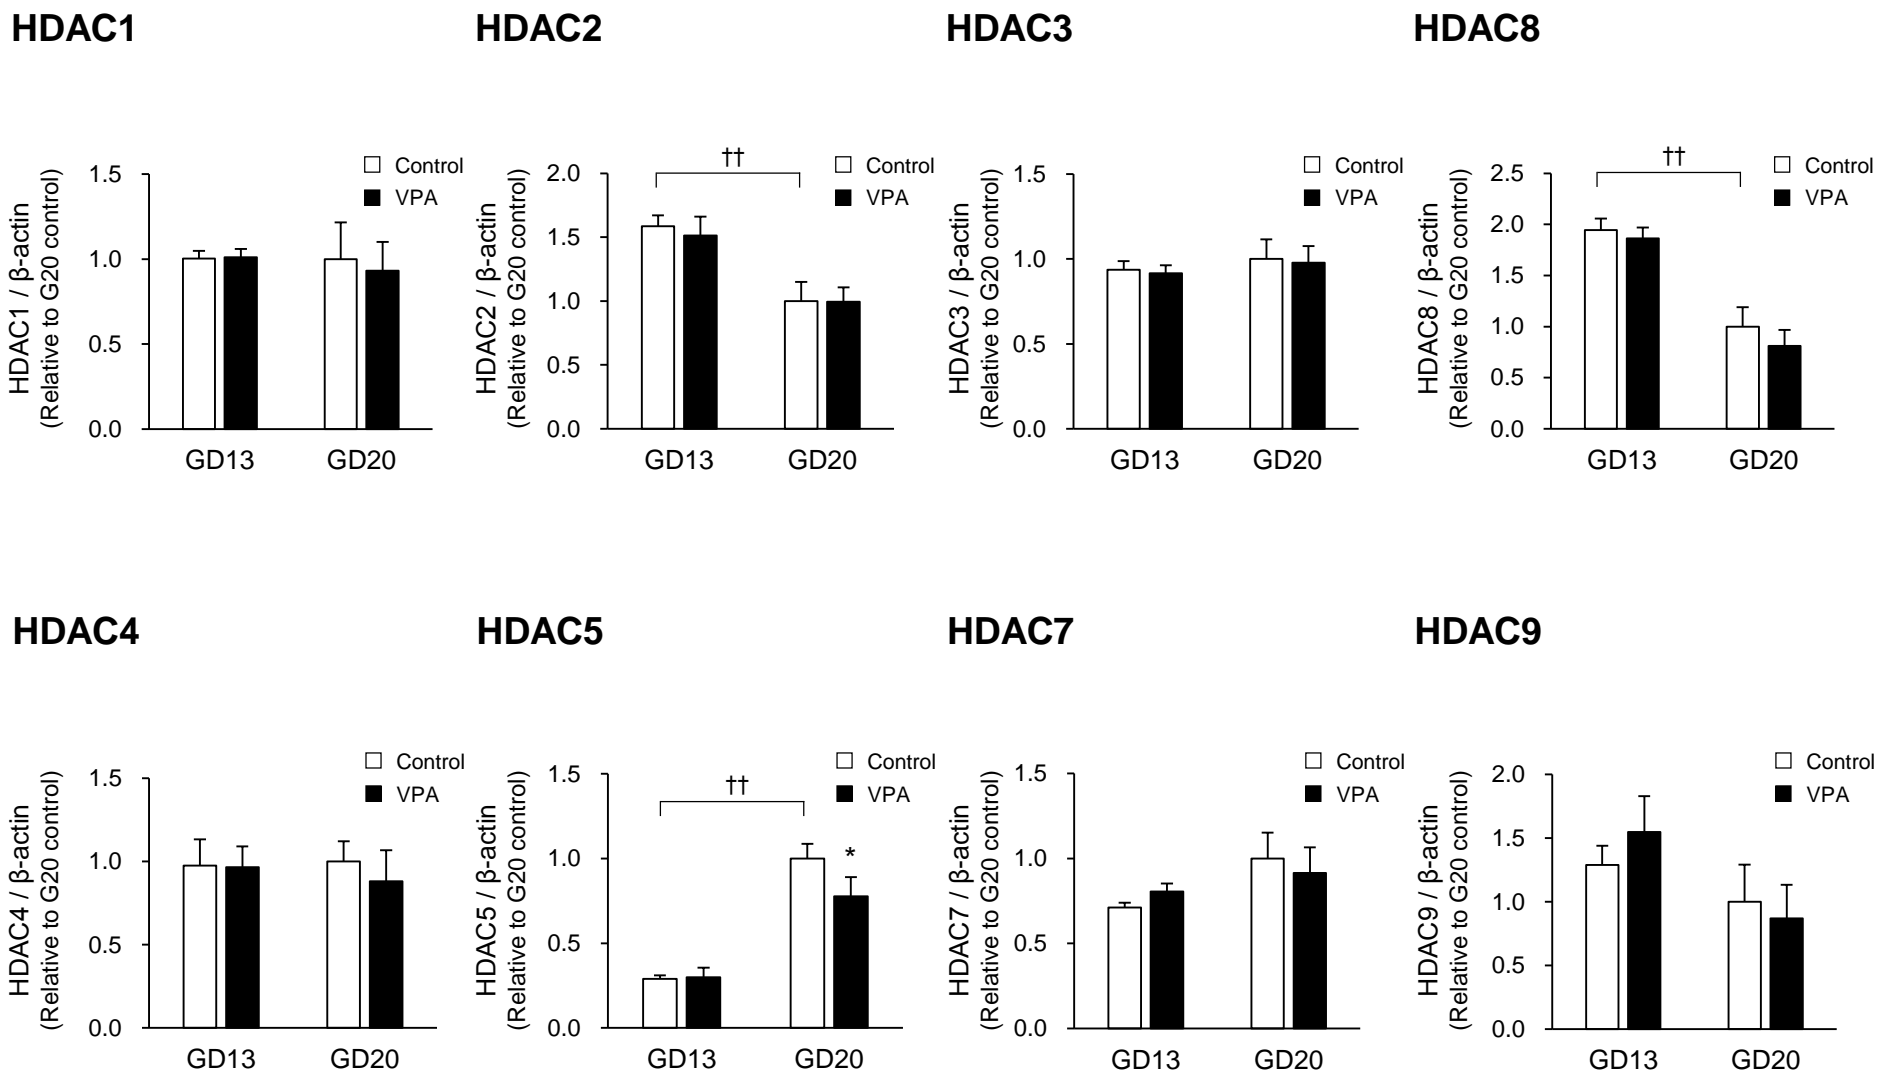 HDAC1
HDAC1 / β-actin
(Relative to G20 control)
1.5
1.0
0.5
0.0
Control
VPA
GD13
GD20
HDAC2
HDAC2 / β-actin
(Relative to G20 control)
2.0
1.5
1.0
0.5
0.0
††
Control
VPA
GD13
GD20
HDAC3
HDAC3 / β-actin
(Relative to G20 control)
1.5
1.0
0.5
0.0
Control
VPA
GD13
GD20
HDAC8
HDAC8 / β-actin
(Relative to G20 control)
2.5
2.0
1.5
1.0
0.5
0.0
††
Control
VPA
GD13
GD20
HDAC4
HDAC4 / β-actin
(Relative to G20 control)
1.5
1.0
0.5
0.0
Control
VPA
GD13
GD20
HDAC5
HDAC5 / β-actin
(Relative to G20 control)
1.5
1.0
0.5
0.0
††
*
Control
VPA
GD13
GD20
HDAC7
HDAC7 / β-actin
(Relative to G20 control)
1.5
1.0
0.5
0.0
Control
VPA
GD13
GD20
HDAC9
HDAC9 / β-actin
(Relative to G20 control)
2.0
1.5
1.0
0.5
0.0
Control
VPA
GD13
GD20